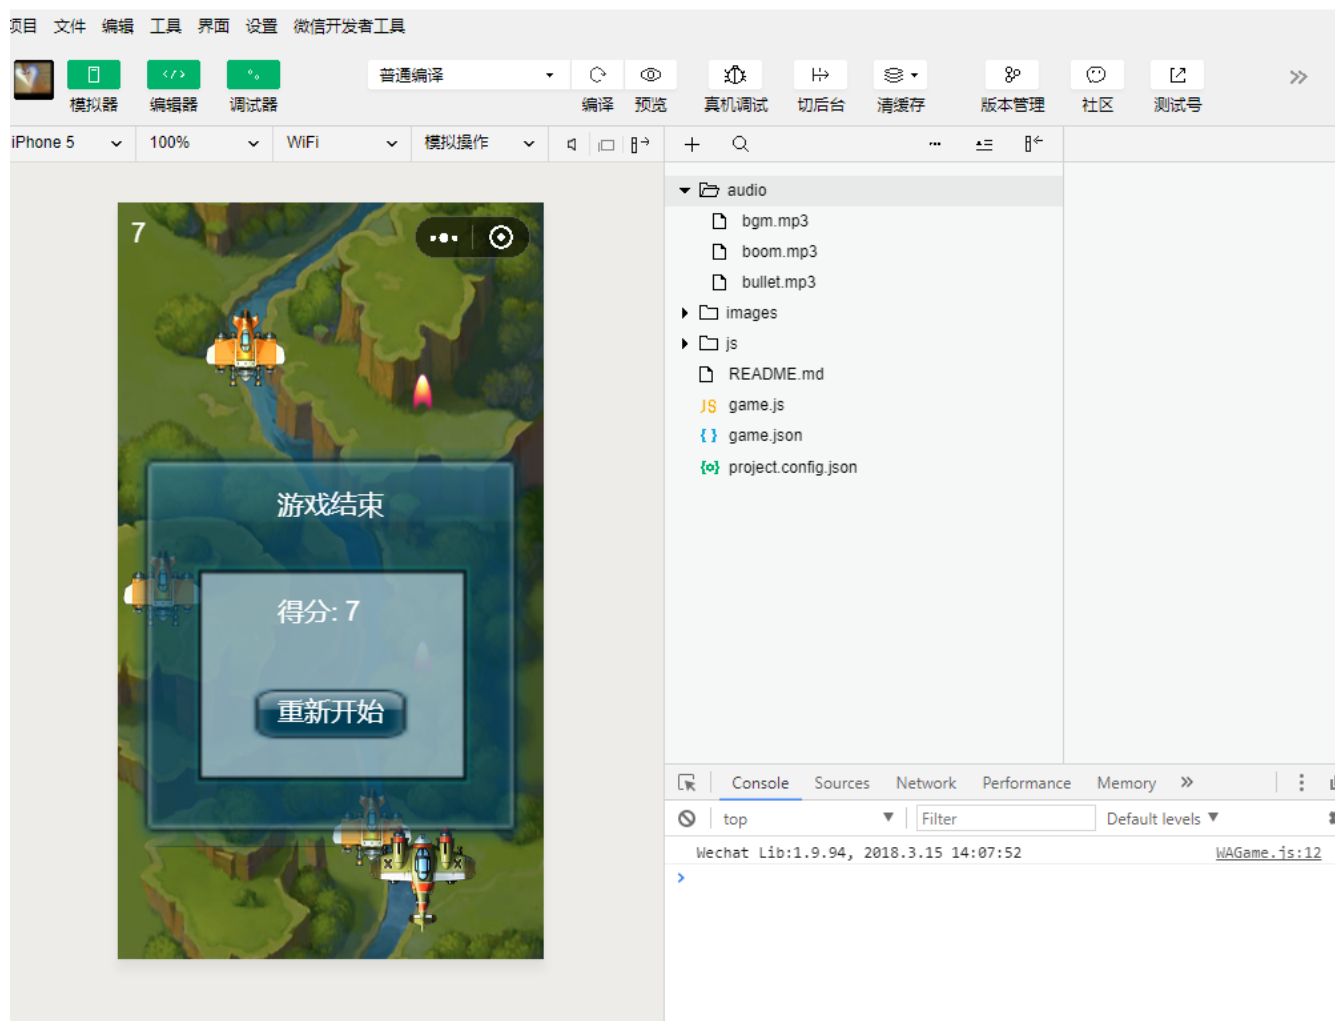 项目 文件 编辑 工具 界面 设置 微信开发者工具
普通编译
模拟器 编辑器 调试器 编译 预览 真机调试 切后台 清缓存 版本管理 社区 测试号
iPhone 5 100% WiFi 模拟操作
audio
bgm.mp3
boom.mp3
bullet.mp3
images
js
README.md
JS game.js
{ } game.json
{o} project.config.json
7
游戏结束
得分: 7
重新开始
Console Sources Network Performance Memory
top Filter Default levels
Wechat Lib:1.9.94, 2018.3.15 14:07:52 WAGame.js:12